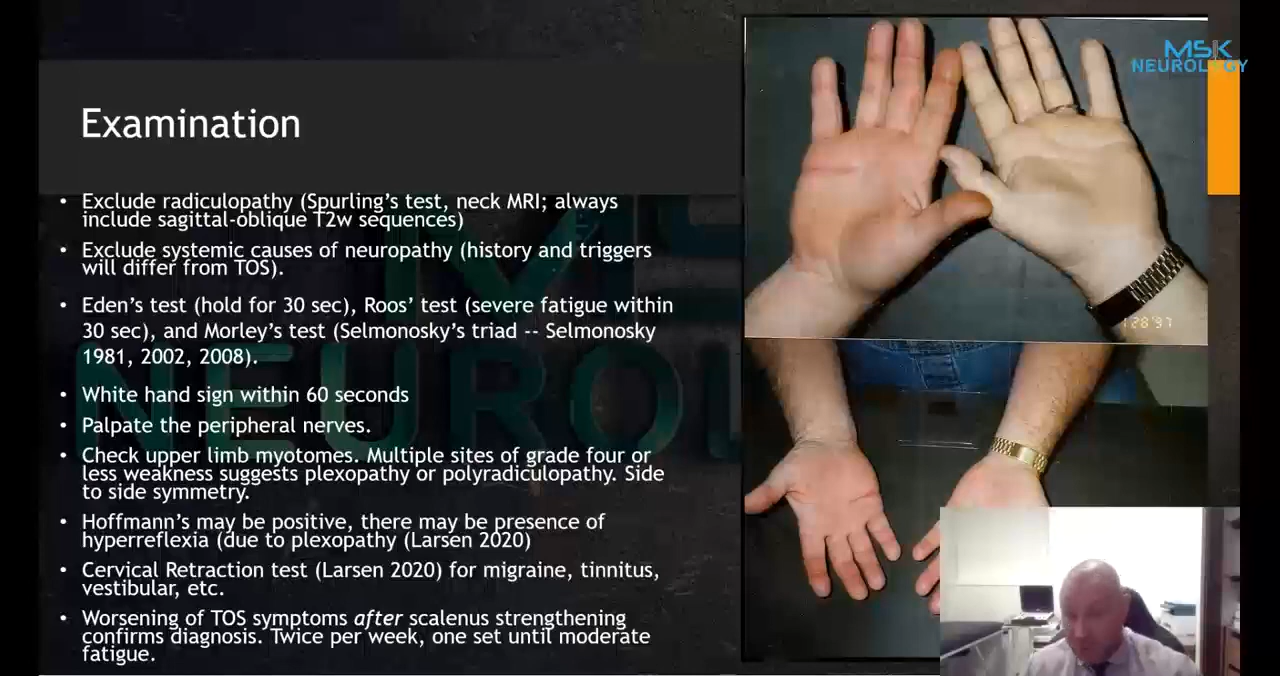 MSK
NEUROLOGY
Examination
• Exclude radiculopathy (Spurling's test, neck MRI; always
include sagittal-oblique T2w sequences)
• Exclude systemic causes of neuropathy (history and triggers
will differ from TOS).
• Eden's test (hold for 30 sec), Roos' test (severe fatigue within
30 sec), and Morley's test (Selmonosky's triad -- Selmonosky
1981, 2002, 2008).
• White hand sign within 60 seconds
• Palpate the peripheral nerves.
• Check upper limb myotomes. Multiple sites of grade four or
less weakness suggests plexopathy or polyradiculopathy. Side
to side symmetry.
• Hoffmann's may be positive, there may be presence of
hyperreflexia (due to plexopathy (Larsen 2020)
• Cervical Retraction test (Larsen 2020) for migraine, tinnitus,
vestibular, etc.
• Worsening of TOS symptoms after scalenus strengthening
confirms diagnosis. Twice per week, one set until moderate
fatigue.